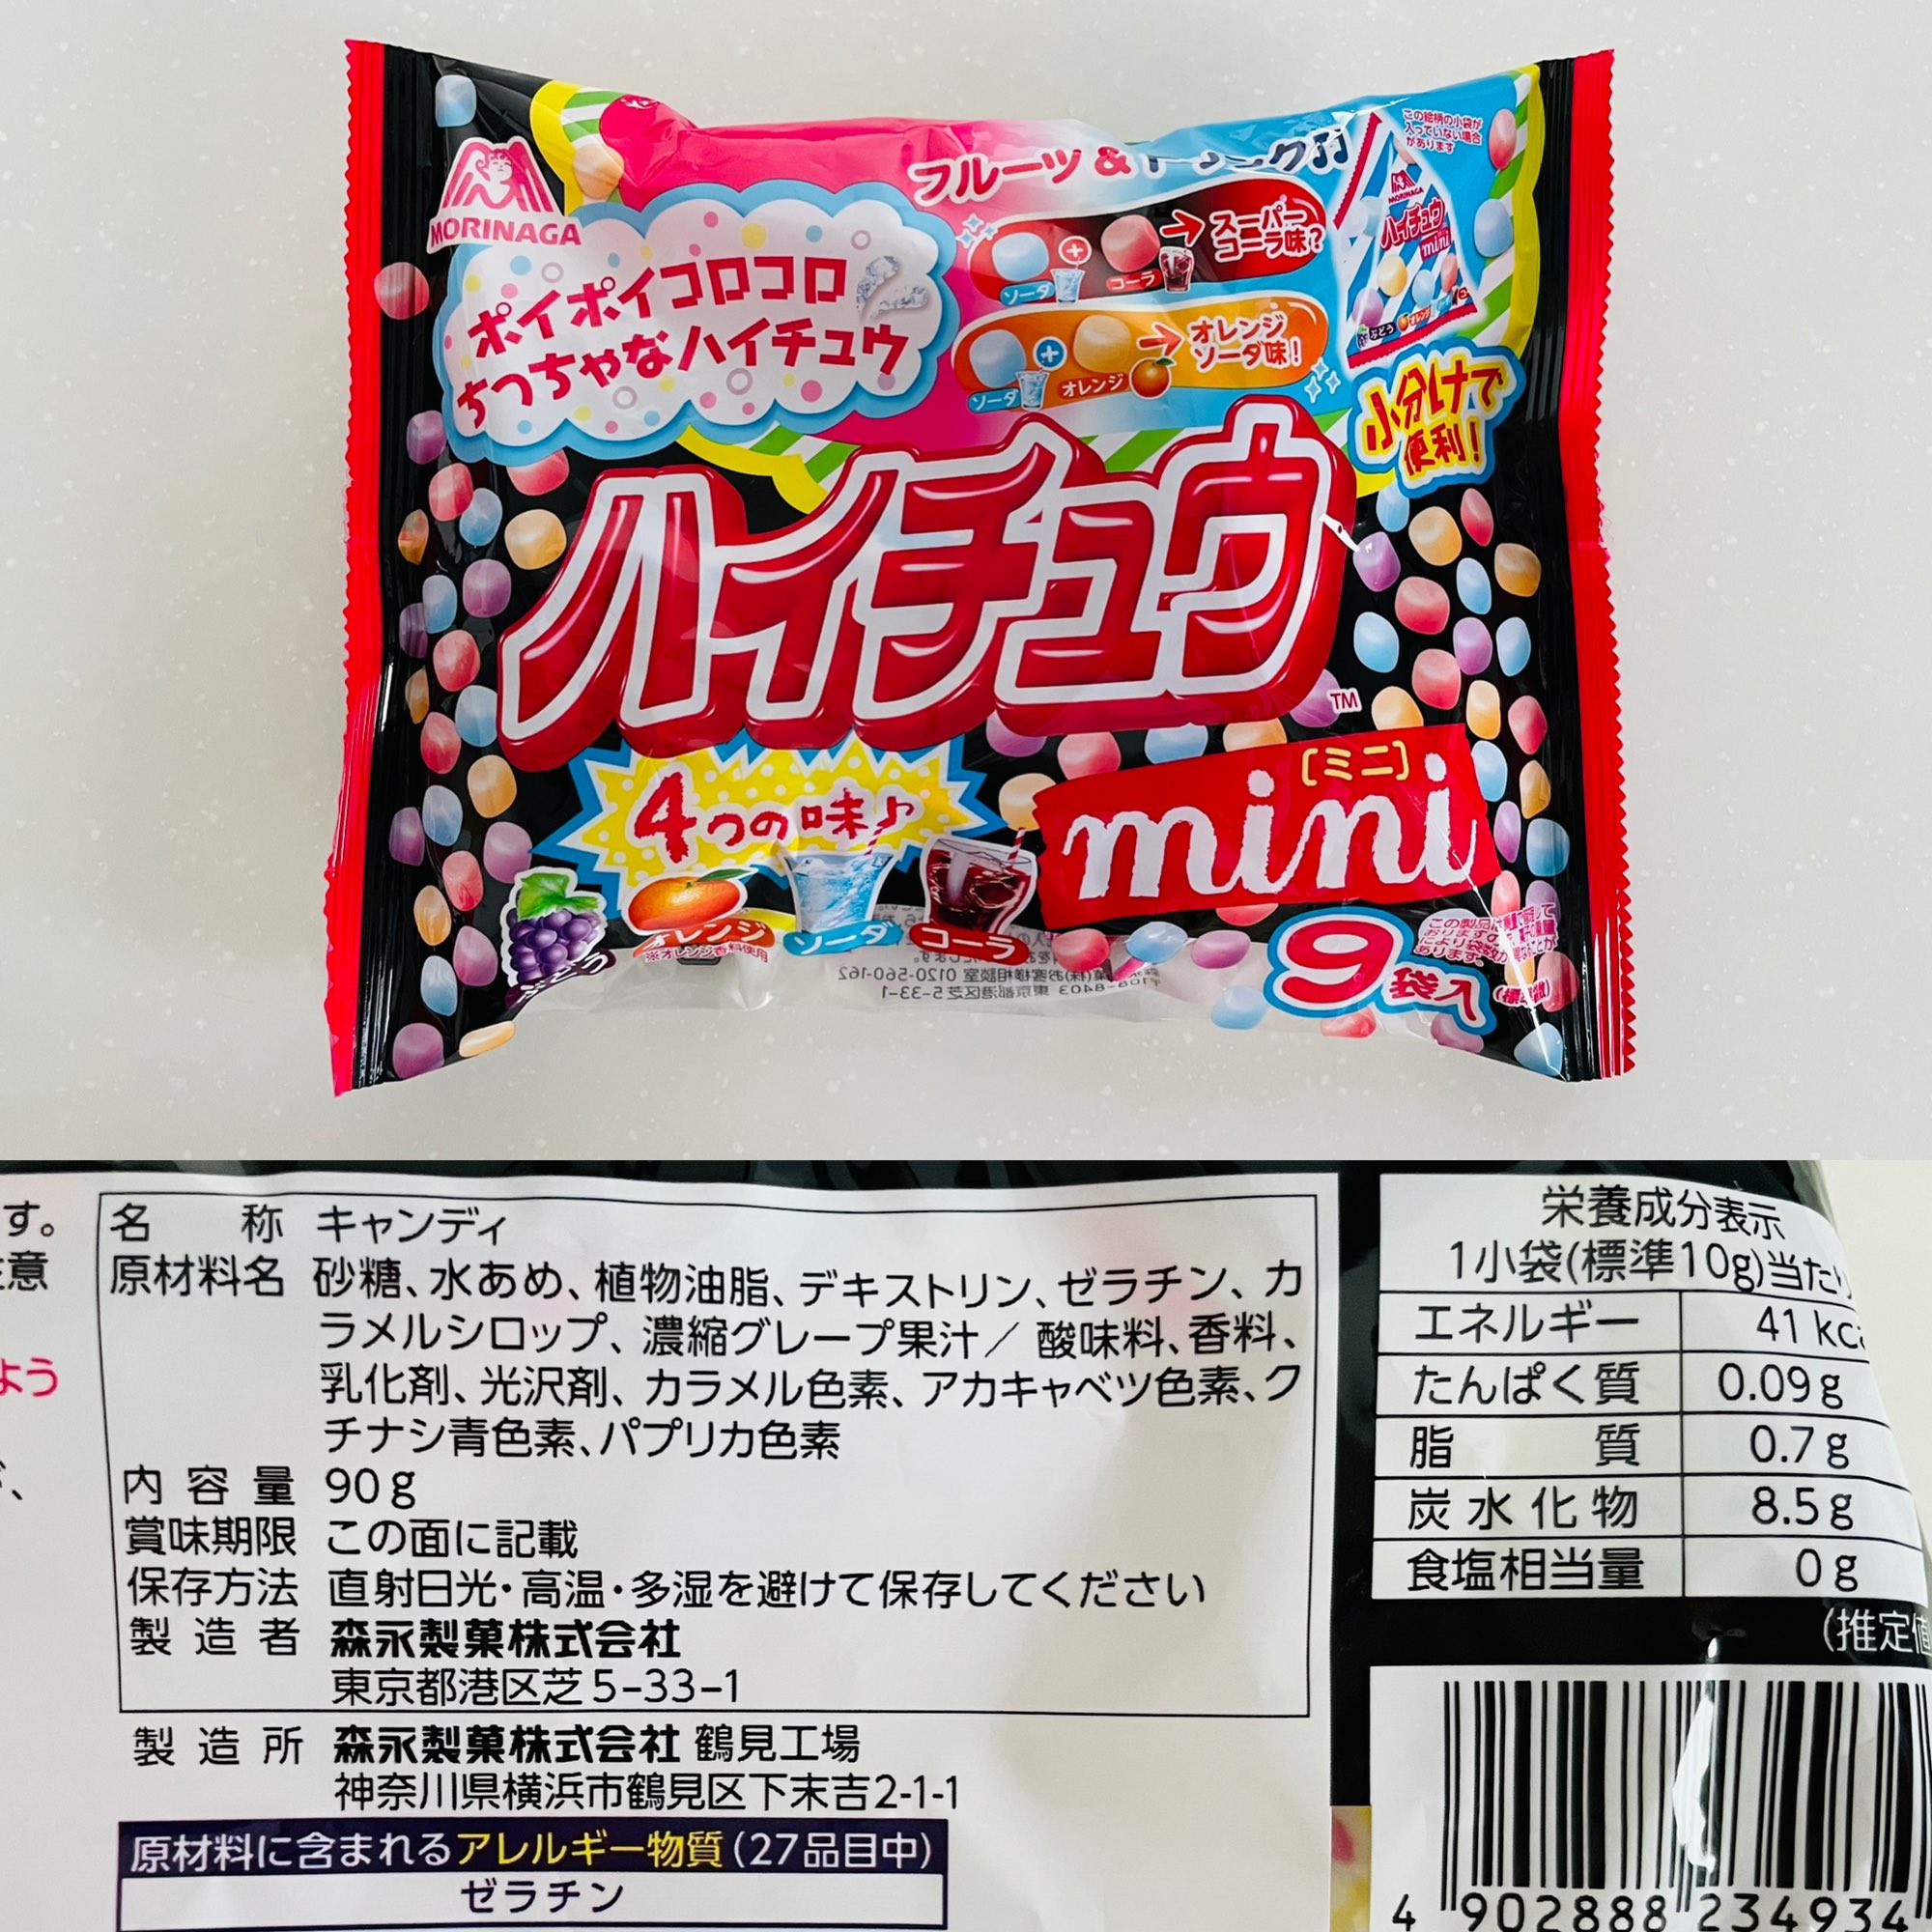 MORINAGA
ポイポイコロコロ
ちっちゃなハイチュウ
フルーツ&
ソーダ
コーラ
スーパー
コーラ味?
ソーダ
オレンジ
オレンジ
ソーダ味!
この絵柄の小袋が
入っていない場合
があります
MORINAGA
ハイチュウ
mini
ぶどう
オレンジ
小分けで
便利!
ハイチュウ
TM
[ミニ]
mini
4つの味♪
ぶどう
オレンジ
※オレンジ香料使用
ソーダ
コーラ
9袋入
す。
注意
よう
名称 キャンディ
原材料名 砂糖、水あめ、植物油脂、デキストリン、ゼラチン、カ
ラメルシロップ、濃縮グレープ果汁/酸味料、香料、
乳化剤、光沢剤、カラメル色素、アカキャベツ色素、ク
チナシ青色素、パプリカ色素
内容量 90g
賞味期限 この面に記載
保存方法 直射日光・高温・多湿を避けて保存してください
製造者 森永製菓株式会社
東京都港区芝5-33-1
製造所 森永製菓株式会社 鶴見工場
神奈川県横浜市鶴見区下末吉2-1-1
原材料に含まれるアレルギー物質(27品目中)
ゼラチン
栄養成分表示
1小袋(標準10g)当たり
エネルギー 41 kc
たんぱく質 0.09g
脂質 0.7g
炭水化物 8.5g
食塩相当量 0g
(推定値
4 902888 234934